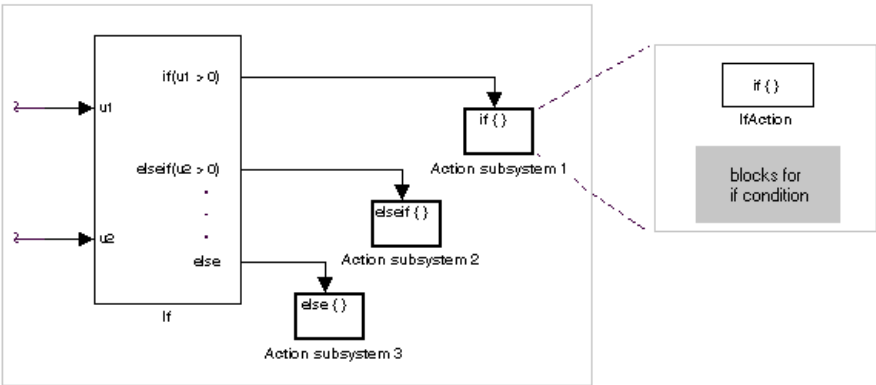 if(u1 > 0)
u1
if { }
Action subsystem 1
elseif(u2 > 0)
elseif { }
u2
Action subsystem 2
else
else { }
If
Action subsystem 3
if { }
IfAction
blocks for
if condition